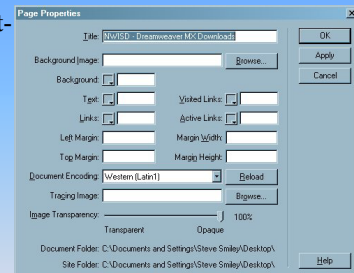 t-
Page Properties
Title: NWISD - Dreamweaver MX Downloads
OK
Background Image: Browse...
Apply
Background:
Cancel
Text: Visited Links:
Links: Active Links:
Left Margin: Margin Width:
Top Margin: Margin Height:
Document Encoding: Western (Latin1) Reload
Tracing Image: Browse...
Image Transparency: 100%
Transparent Opaque
Document Folder: C:\Documents and Settings\Steve Smiley\Desktop\
Site Folder: C:\Documents and Settings\Steve Smiley\Desktop\
Help